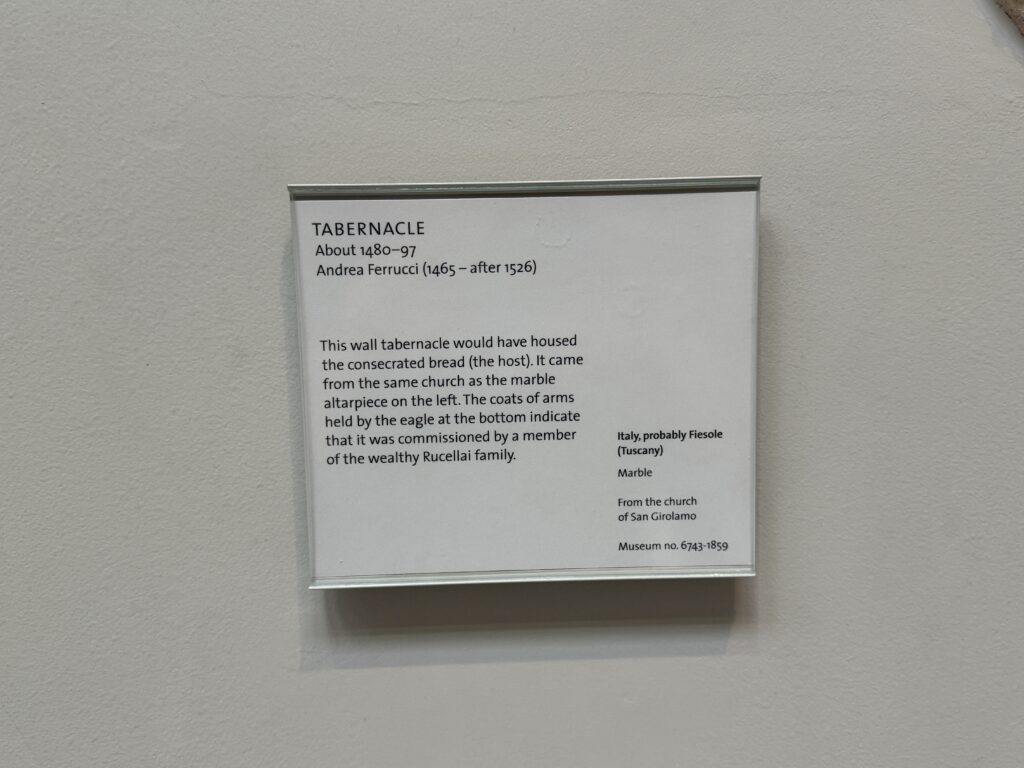 TABERNACLE
About 1480–97
Andrea Ferrucci (1465 – after 1526)
This wall tabernacle would have housed
the consecrated bread (the host). It came
from the same church as the marble
altarpiece on the left. The coats of arms
held by the eagle at the bottom indicate
that it was commissioned by a member
of the wealthy Rucellai family.
Italy, probably Fiesole
(Tuscany)
Marble
From the church
of San Girolamo
Museum no. 6743-1859